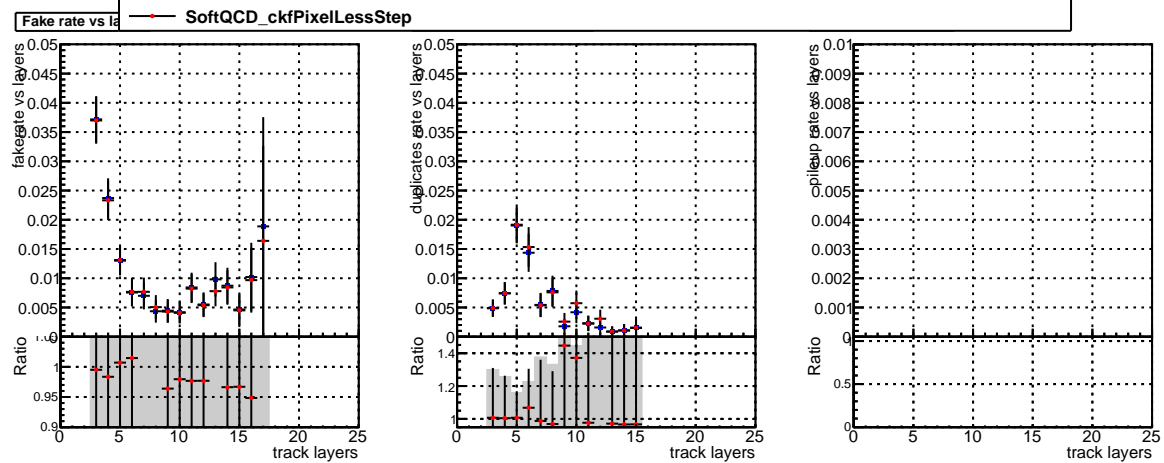 SoftQCD_ckfPixelLessStep
Fake rate vs la
fakerate vs layers
0.05
0.045
0.04
0.035
0.03
0.025
0.02
0.015
0.01
0.005
0
Ratio
1
0.95
0.9
0 5 10 15 20 25
track layers
duplicates rate vs layers
0.05
0.045
0.04
0.035
0.03
0.025
0.02
0.015
0.01
0.005
0
Ratio
1.4
1.2
1
0 5 10 15 20 25
track layers
pileup rate vs layers
0.01
0.009
0.008
0.007
0.006
0.005
0.004
0.003
0.002
0.001
0
Ratio
0.5
0
0 5 10 15 20 25
track layers